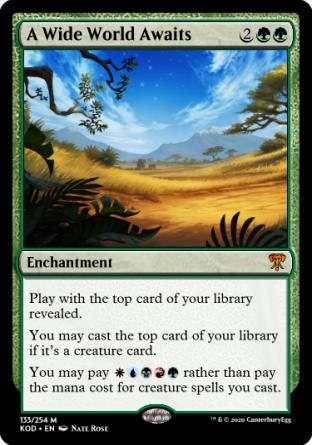 A Wide World Awaits 2
Enchantment
Play with the top card of your library
revealed.
You may cast the top card of your library
if it's a creature card.
You may pay rather than pay
the mana cost for creature spells you cast.
133/254 M
KOD • EN Nate Rose
™ & © 2020 CanterburyEgg